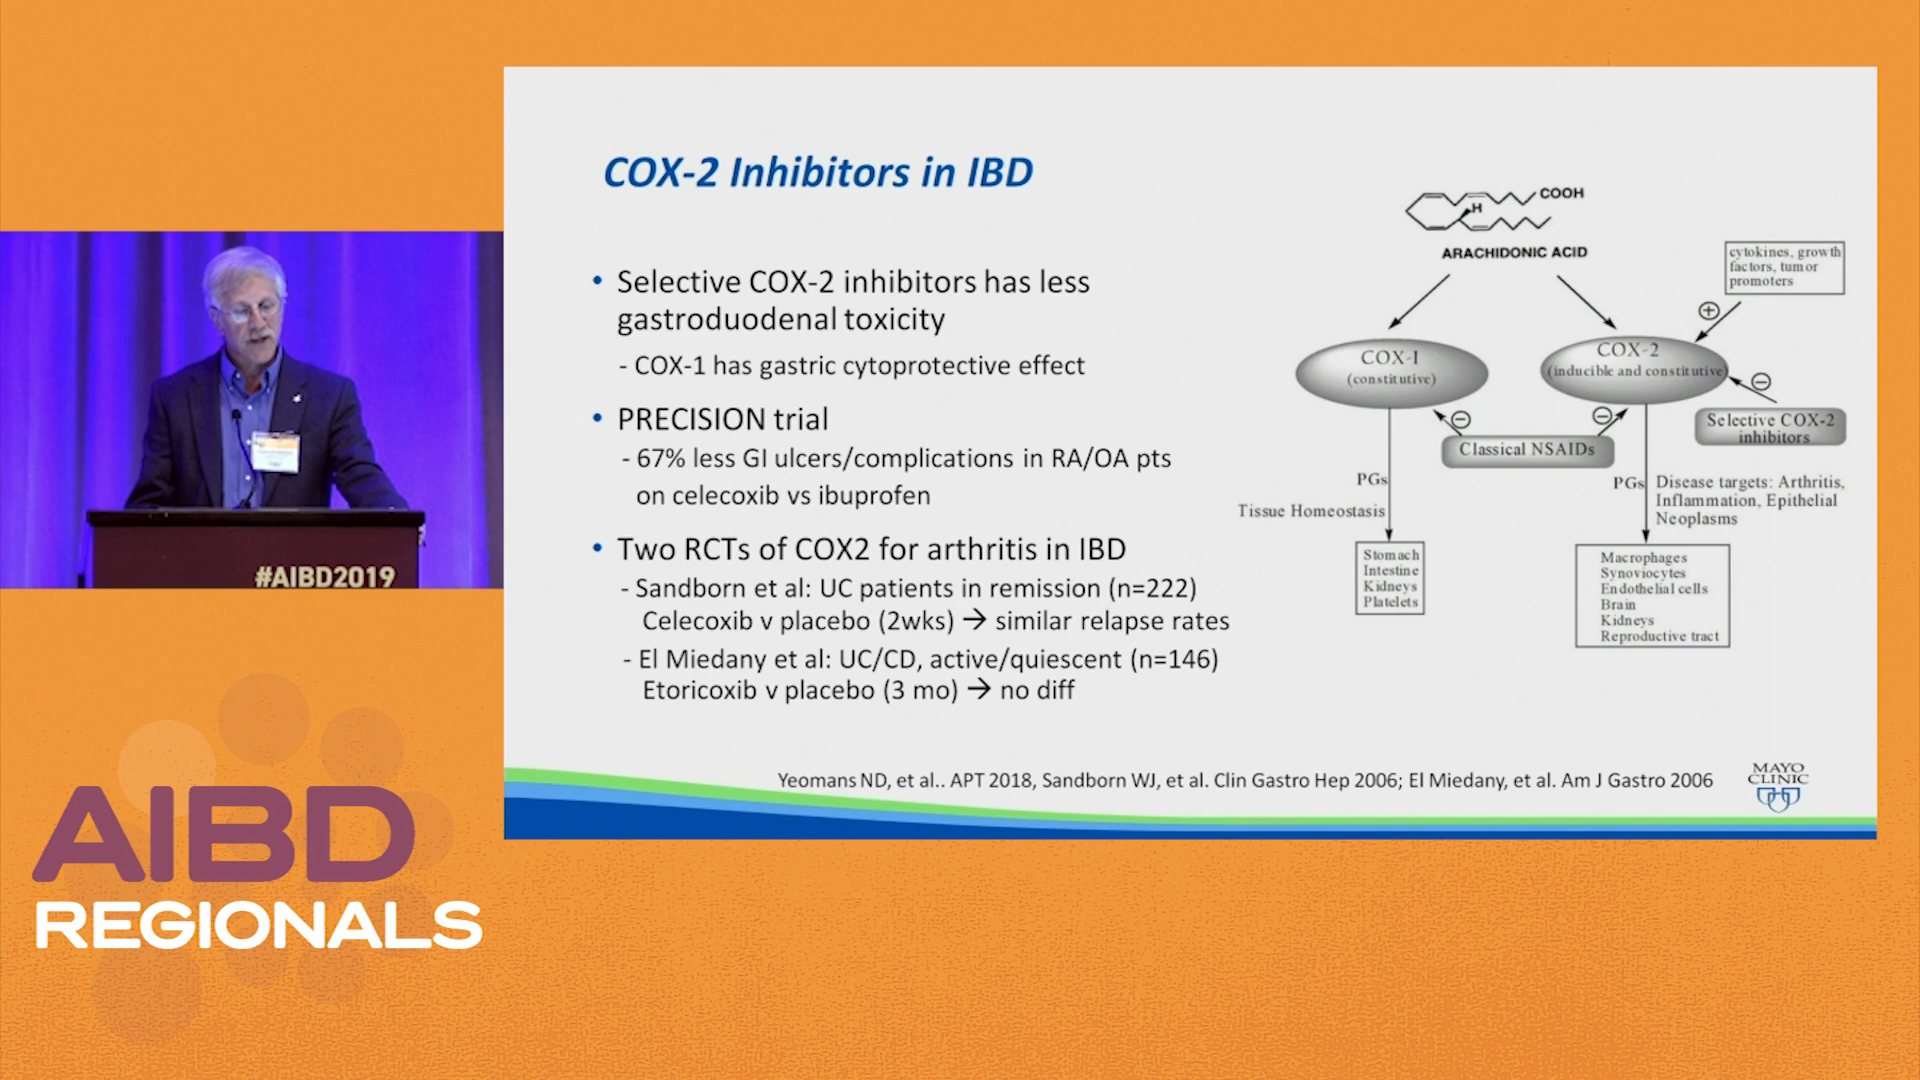 COX-2 Inhibitors in IBD
• Selective COX-2 inhibitors has less
gastroduodenal toxicity
- COX-1 has gastric cytoprotective effect
• PRECISION trial
- 67% less GI ulcers/complications in RA/OA pts
on celecoxib vs ibuprofen
• Two RCTs of COX2 for arthritis in IBD
- Sandborn et al: UC patients in remission (n=222)
Celecoxib v placebo (2wks) → similar relapse rates
- El Miedany et al: UC/CD, active/quiescent (n=146)
Etoricoxib v placebo (3 mo) → no diff
COOH
H
ARACHIDONIC ACID
cytokines, growth
factors, tumor
promoters
+
COX-1
(constitutive)
COX-2
(inducible and constitutive)
−
−
−
Selective COX-2
inhibitors
Classical NSAIDs
PGs
Tissue Homeostasis
PGs
Disease targets: Arthritis,
Inflammation, Epithelial
Neoplasms
Stomach
Intestine
Kidneys
Platelets
Macrophages
Synoviocytes
Endothelial cells
Brain
Kidneys
Reproductive tract
Yeomans ND, et al.. APT 2018, Sandborn WJ, et al. Clin Gastro Hep 2006; El Miedany, et al. Am J Gastro 2006
MAYO
CLINIC
#AIBD2019
AIBD
REGIONALS